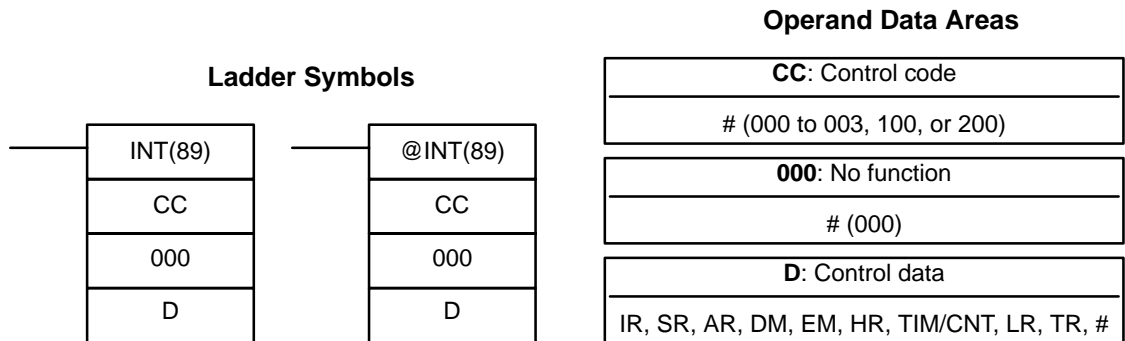 Ladder Symbols
INT(89)
CC
000
D
@INT(89)
CC
000
D
Operand Data Areas
CC: Control code
# (000 to 003, 100, or 200)
000: No function
# (000)
D: Control data
IR, SR, AR, DM, EM, HR, TIM/CNT, LR, TR, #